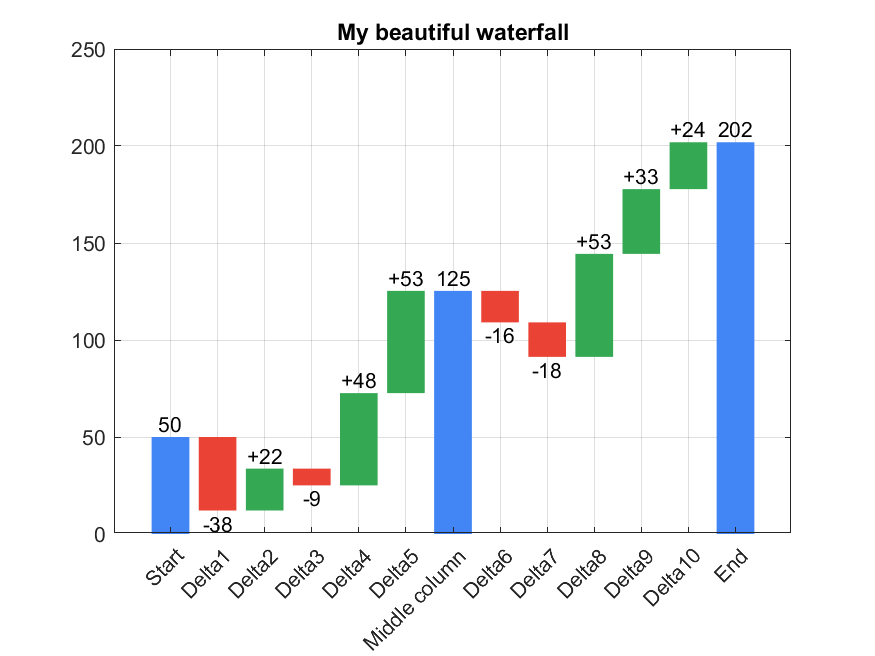 My beautiful waterfall
250
200
150
100
50
0
50
-38
+22
-9
+48
+53
125
-16
-18
+53
+33
+24
202
Start
Delta1
Delta2
Delta3
Delta4
Delta5
Middle column
Delta6
Delta7
Delta8
Delta9
Delta10
End